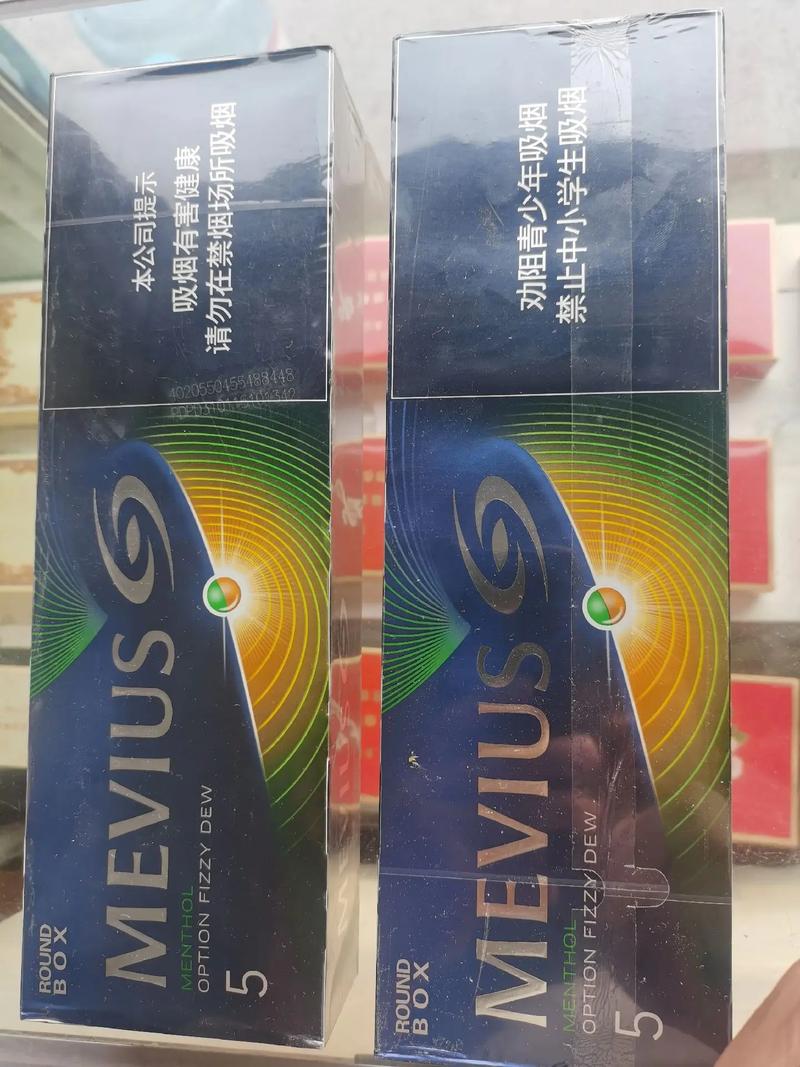 本公司提示
吸烟有害健康
请勿在禁烟场所吸烟
4020550455488448
MEVIUS
MENTHOL
OPTION FIZZY DEW
5
ROUND
BOX
劝阻青少年吸烟
禁止中小学生吸烟
MEVIUS
MENTHOL
OPTION FIZZY DEW
5
ROUND
BOX